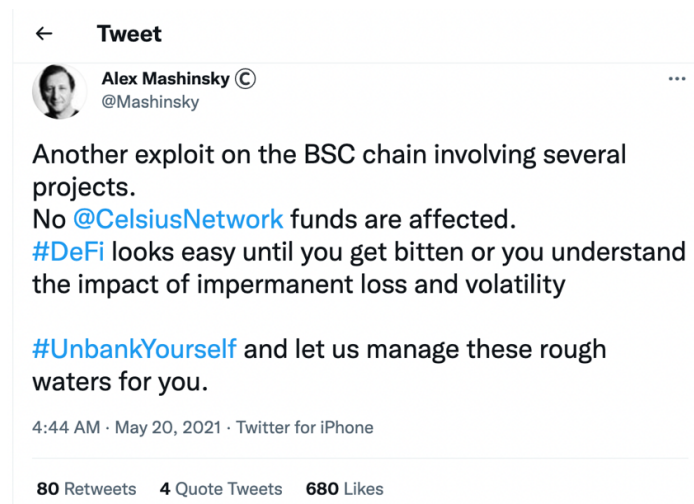 Tweet
Alex Mashinsky Ⓒ
@Mashinsky
Another exploit on the BSC chain involving several
projects.
No @CelsiusNetwork funds are affected.
#DeFi looks easy until you get bitten or you understand
the impact of impermanent loss and volatility
#UnbankYourself and let us manage these rough
waters for you.
4:44 AM · May 20, 2021 · Twitter for iPhone
80 Retweets 4 Quote Tweets 680 Likes